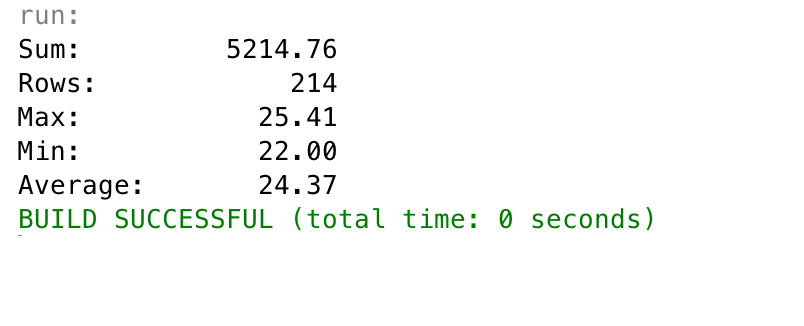 run:
Sum: 5214.76
Rows: 214
Max: 25.41
Min: 22.00
Average: 24.37
BUILD SUCCESSFUL (total time: 0 seconds)